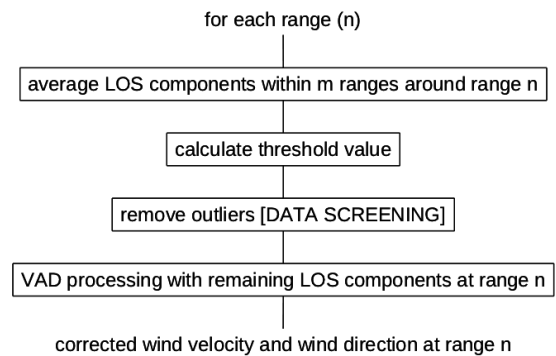 for each range (n)
average LOS components within m ranges around range n
calculate threshold value
remove outliers [DATA SCREENING]
VAD processing with remaining LOS components at range n
corrected wind velocity and wind direction at range n